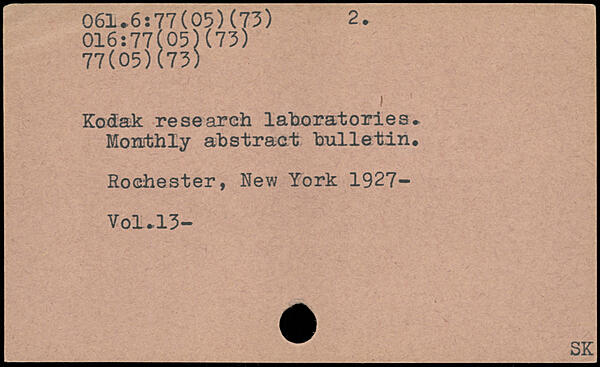 061.6:77(05)(73) 2.
016:77(05)(73)
77(05)(73)
Kodak research laboratories.
Monthly abstract bulletin.
Rochester, New York 1927-
Vol.13-
SK